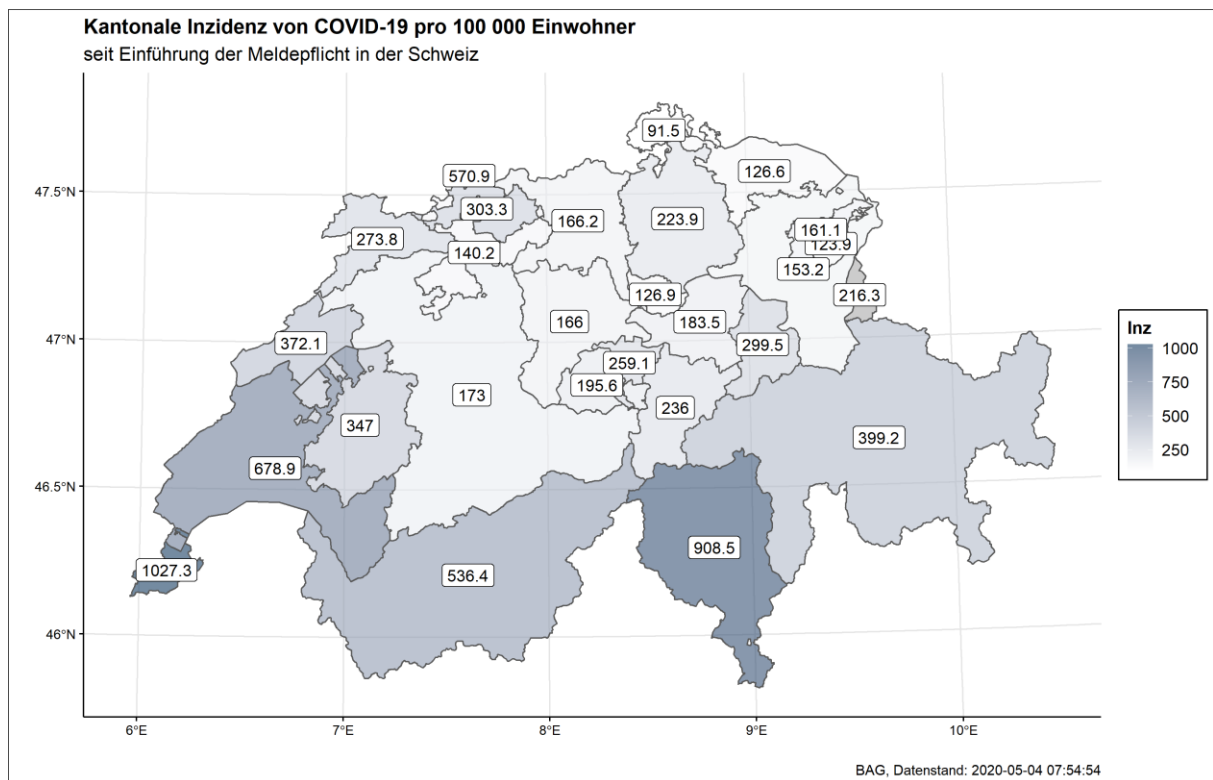 Kantonale Inzidenz von COVID-19 pro 100 000 Einwohner
seit Einführung der Meldepflicht in der Schweiz
91.5
570.9
126.6
47.5°N
303.3
166.2
223.9
161.1
273.8
123.9
140.2
153.2
126.9
216.3
166
183.5
47°N
372.1
299.5
259.1
195.6
173
236
347
399.2
678.9
46.5°N
908.5
1027.3
536.4
46°N
6°E
7°E
8°E
9°E
10°E
Inz
1000
750
500
250
BAG, Datenstand: 2020-05-04 07:54:54